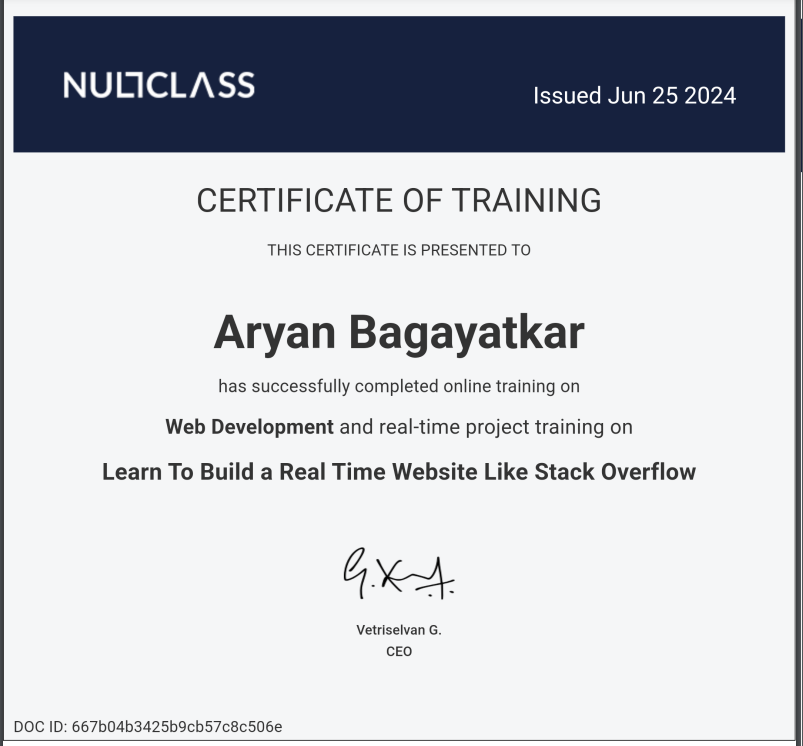 NULLCLASS
Issued Jun 25 2024
CERTIFICATE OF TRAINING
THIS CERTIFICATE IS PRESENTED TO
Aryan Bagayatkar
has successfully completed online training on
Web Development and real-time project training on
Learn To Build a Real Time Website Like Stack Overflow
Vetriselvan G.
CEO
DOC ID: 667b04b3425b9cb57c8c506e